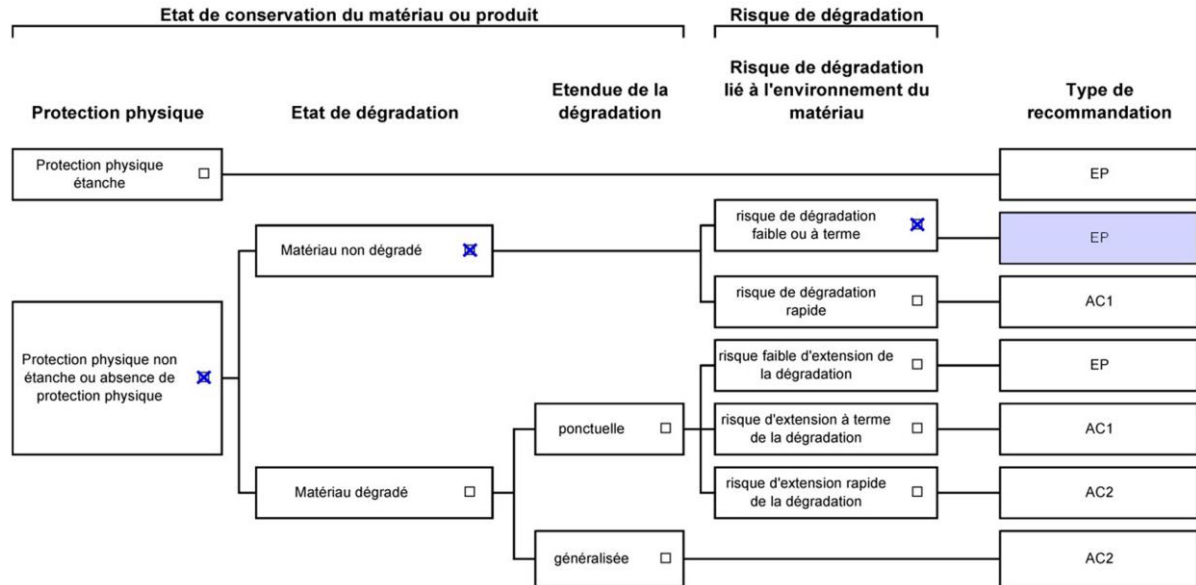 Etat de conservation du matériau ou produit
Risque de dégradation
Protection physique
Etat de dégradation
Etendue de la
dégradation
Risque de dégradation
lié à l'environnement du
matériau
Type de
recommandation
Protection physique
étanche
EP
Matériau non dégradé
risque de dégradation
faible ou à terme
EP
risque de dégradation
rapide
AC1
Protection physique non
étanche ou absence de
protection physique
risque faible d'extension de
la dégradation
EP
ponctuelle
risque d'extension à terme
de la dégradation
AC1
Matériau dégradé
risque d'extension rapide
de la dégradation
AC2
généralisée
AC2